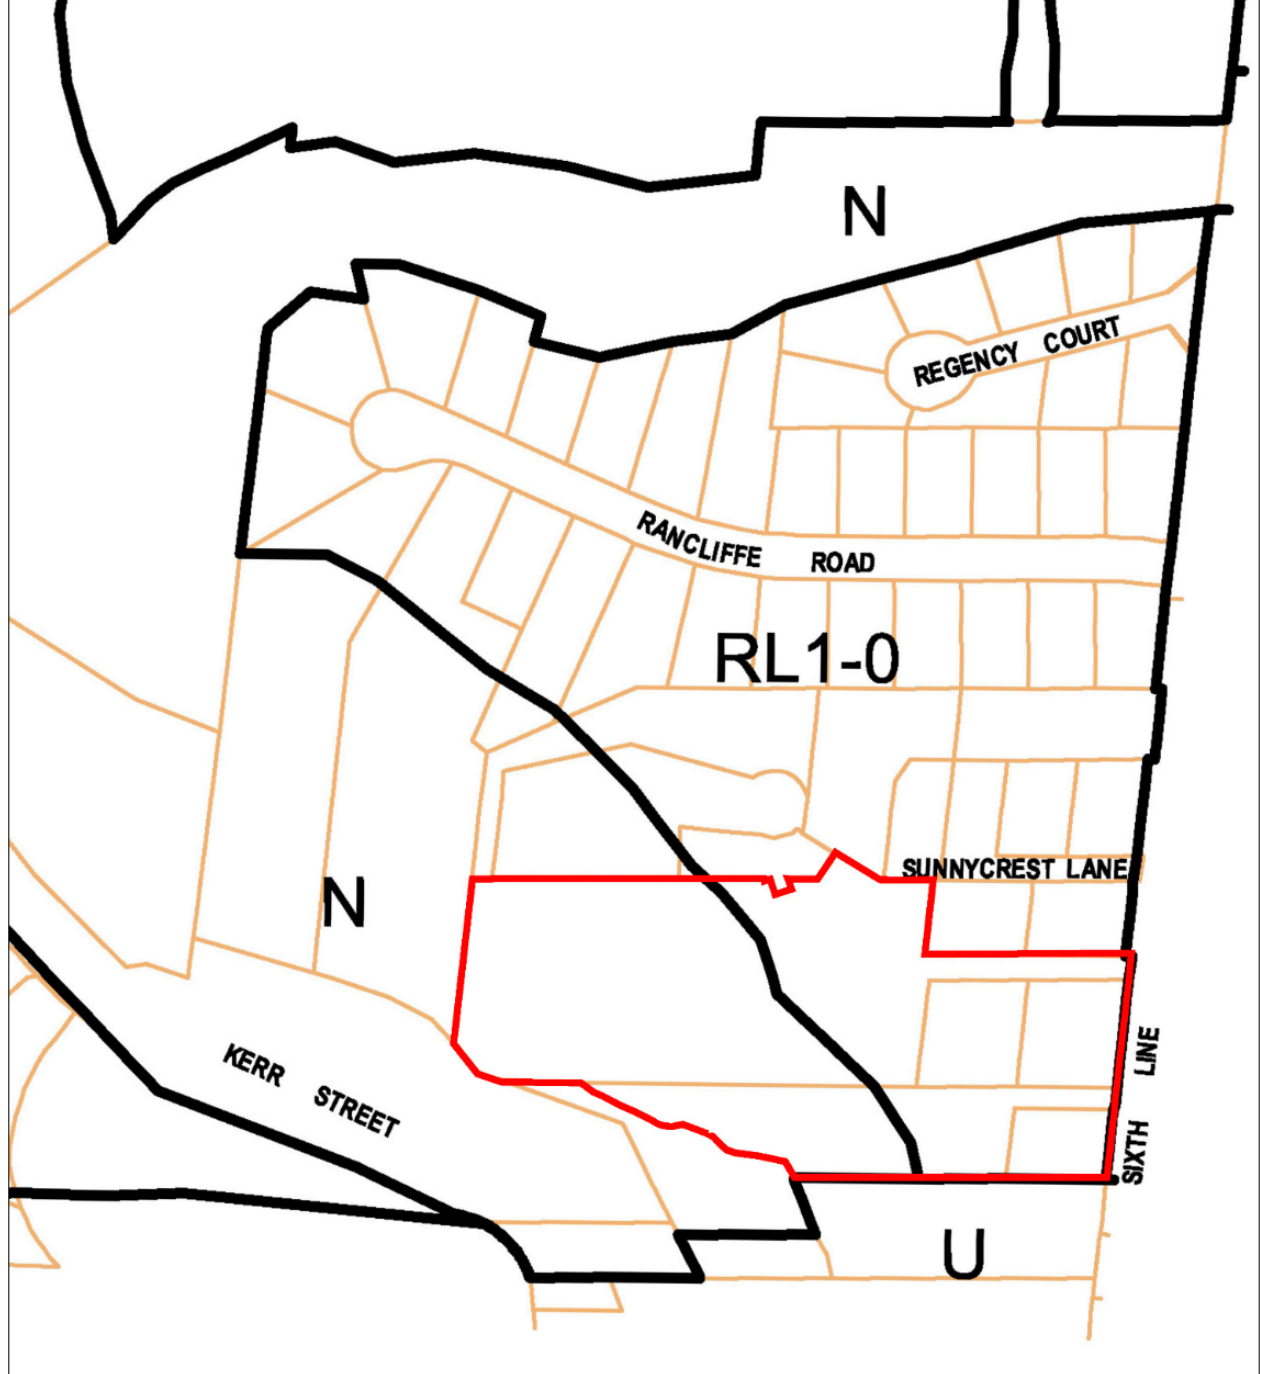 N
REGENCY COURT
RANCLIFFE ROAD
RL1-0
SUNNYCREST LANE
N
KERR STREET
SIXTH LINE
U